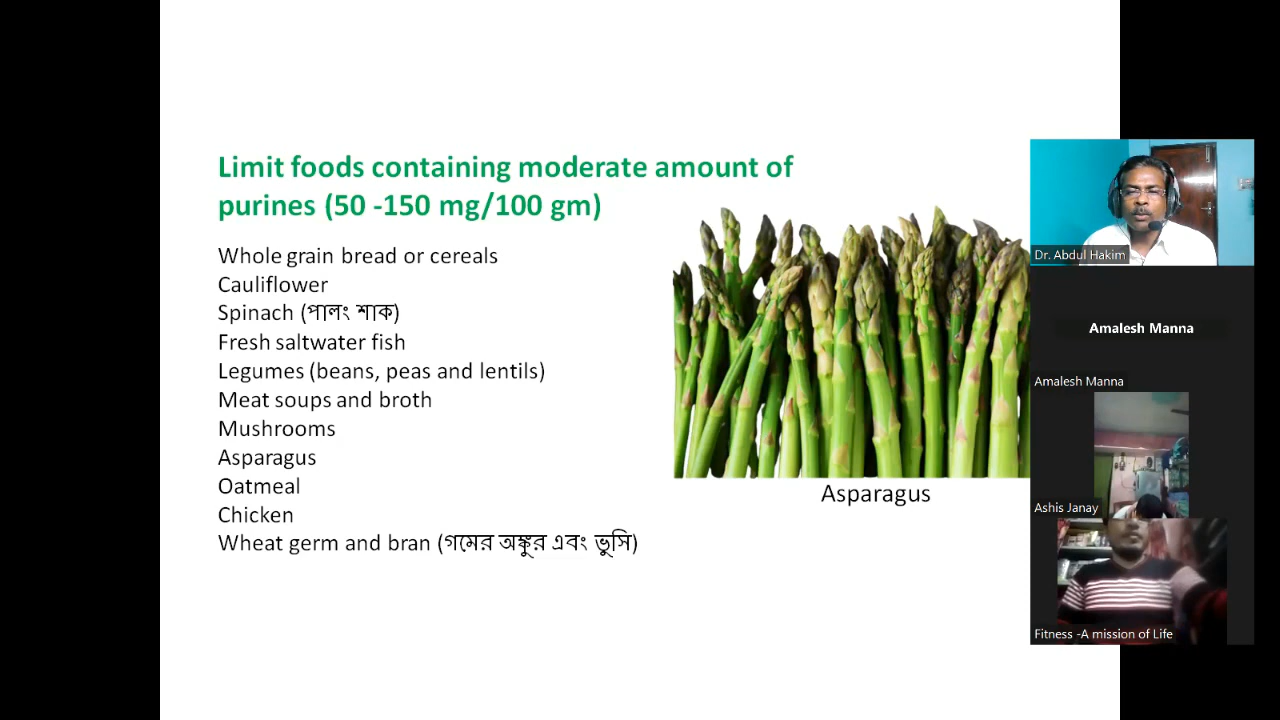 Limit foods containing moderate amount of
purines (50 -150 mg/100 gm)
Whole grain bread or cereals
Cauliflower
Spinach (পালং শাক)
Fresh saltwater fish
Legumes (beans, peas and lentils)
Meat soups and broth
Mushrooms
Asparagus
Oatmeal
Chicken
Wheat germ and bran (গমের অঙ্কুর এবং ভুসি)
Asparagus
Dr. Abdul Hakim
Amalesh Manna
Amalesh Manna
Ashis Janay
Fitness -A mission of Life